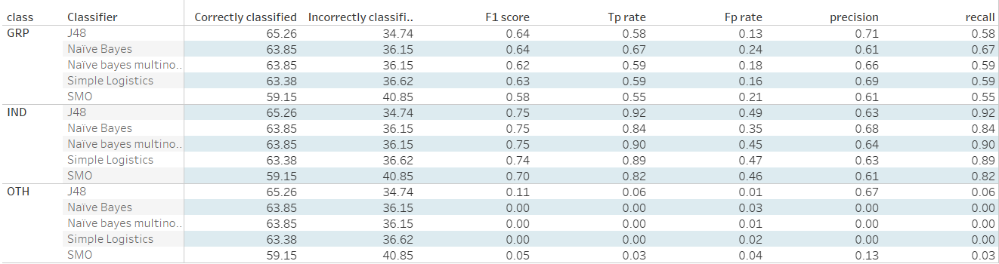 class Classifier Correctly classified Incorrectly classifi.. F1 score Tp rate Fp rate precision recall
GRP J48 65.26 34.74 0.64 0.58 0.13 0.71 0.58
Naïve Bayes 63.85 36.15 0.64 0.67 0.24 0.61 0.67
Naïve bayes multino.. 63.85 36.15 0.62 0.59 0.18 0.66 0.59
Simple Logistics 63.38 36.62 0.63 0.59 0.16 0.69 0.59
SMO 59.15 40.85 0.58 0.55 0.21 0.61 0.55
IND J48 65.26 34.74 0.75 0.92 0.49 0.63 0.92
Naïve Bayes 63.85 36.15 0.75 0.84 0.35 0.68 0.84
Naïve bayes multino.. 63.85 36.15 0.75 0.90 0.45 0.64 0.90
Simple Logistics 63.38 36.62 0.74 0.89 0.47 0.63 0.89
SMO 59.15 40.85 0.70 0.82 0.46 0.61 0.82
OTH J48 65.26 34.74 0.11 0.06 0.01 0.67 0.06
Naïve Bayes 63.85 36.15 0.00 0.00 0.03 0.00 0.00
Naïve bayes multino.. 63.85 36.15 0.00 0.00 0.01 0.00 0.00
Simple Logistics 63.38 36.62 0.00 0.00 0.02 0.00 0.00
SMO 59.15 40.85 0.05 0.03 0.04 0.13 0.03